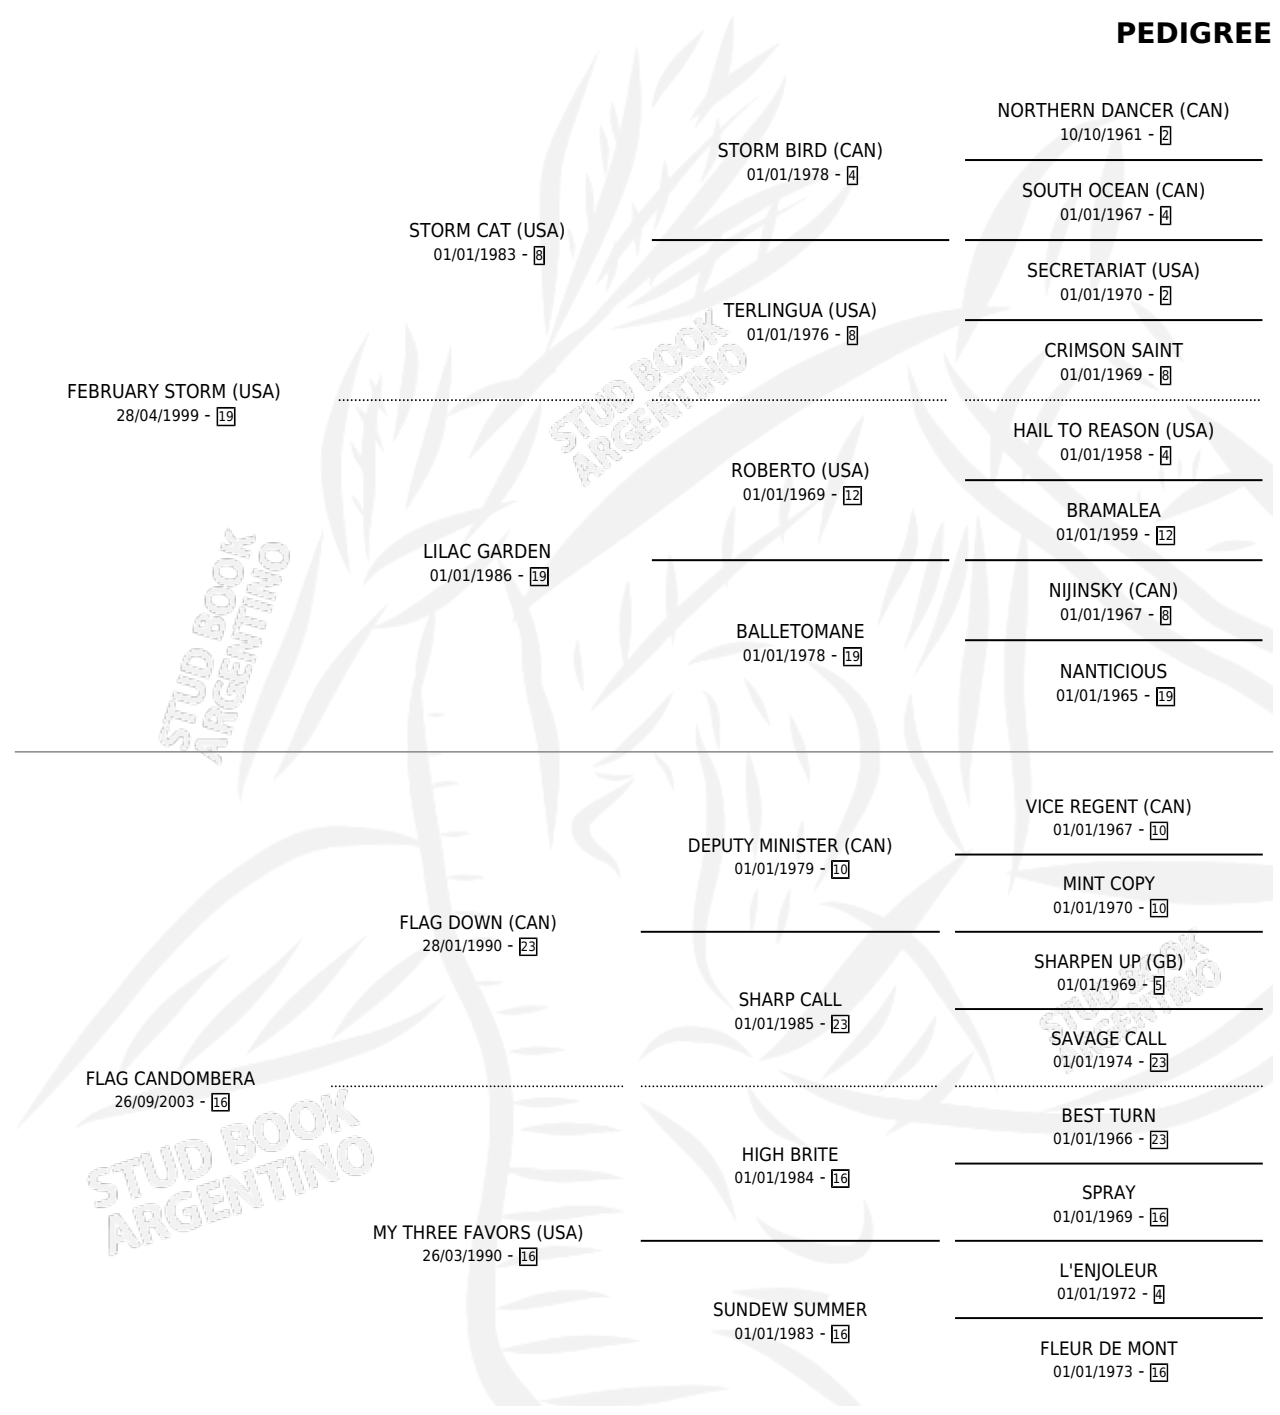 PEDIGREE
NORTHERN DANCER (CAN)
10/10/1961 - 2
STORM BIRD (CAN)
01/01/1978 - 4
SOUTH OCEAN (CAN)
01/01/1967 - 4
STORM CAT (USA)
01/01/1983 - 8
SECRETARIAT (USA)
01/01/1970 - 2
TERLINGUA (USA)
01/01/1976 - 8
CRIMSON SAINT
01/01/1969 - 8
FEBRUARY STORM (USA)
28/04/1999 - 19
HAIL TO REASON (USA)
01/01/1958 - 4
ROBERTO (USA)
01/01/1969 - 12
BRAMALEA
01/01/1959 - 12
LILAC GARDEN
01/01/1986 - 19
NIJINSKY (CAN)
01/01/1967 - 8
BALLETOMANE
01/01/1978 - 19
NANTICIOUS
01/01/1965 - 19
VICE REGENT (CAN)
01/01/1967 - 10
DEPUTY MINISTER (CAN)
01/01/1979 - 10
MINT COPY
01/01/1970 - 10
FLAG DOWN (CAN)
28/01/1990 - 23
SHARPEN UP (GB)
01/01/1969 - 5
SHARP CALL
01/01/1985 - 23
SAVAGE CALL
01/01/1974 - 23
FLAG CANDOMBERA
26/09/2003 - 16
BEST TURN
01/01/1966 - 23
HIGH BRITE
01/01/1984 - 16
SPRAY
01/01/1969 - 16
MY THREE FAVORS (USA)
26/03/1990 - 16
L'ENJOLEUR
01/01/1972 - 4
SUNDEW SUMMER
01/01/1983 - 16
FLEUR DE MONT
01/01/1973 - 16
STUD BOOK
ARGENTINO
STUD BOOK
ARGENTINO
STUD BOOK
ARGENTINO
STUD BOOK
ARGENTINO